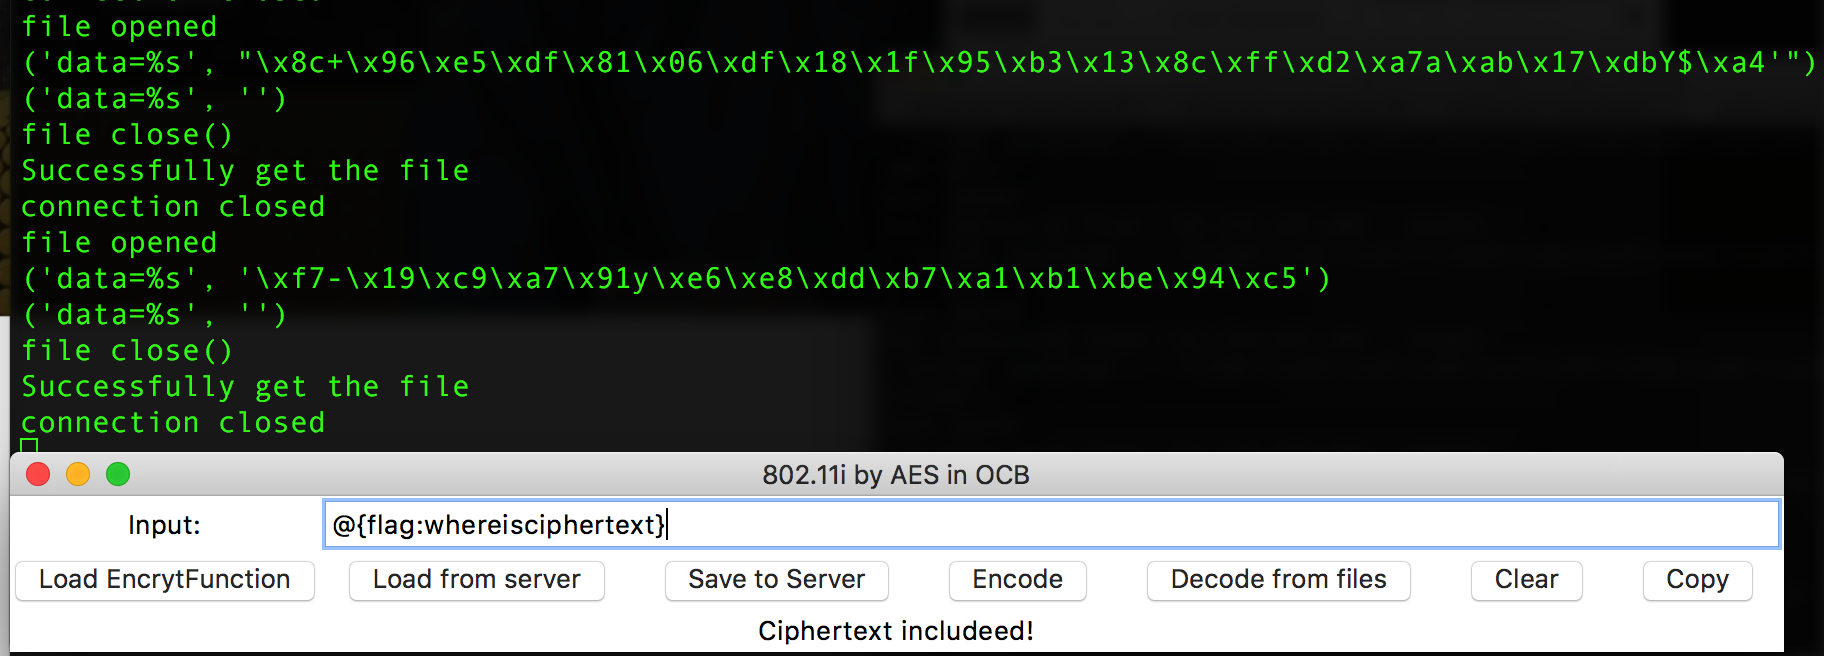 file opened
('data=%s', "\x8c+\x96\xe5\xdf\x81\x06\xdf\x18\x1f\x95\xb3\x13\x8c\xff\xd2\xa7a\xab\x17\xdbY$\xa4'")
('data=%s', '')
file close()
Successfully get the file
connection closed
file opened
('data=%s', '\xf7-\x19\xc9\xa7\x91y\xe6\xe8\xdd\xb7\xa1\xb1\xbe\x94\xc5')
('data=%s', '')
file close()
Successfully get the file
connection closed
802.11i by AES in OCB
Input: @{flag:whereisciphertext}
Load EncrytFunction Load from server Save to Server Encode Decode from files Clear Copy
Ciphertext includeed!